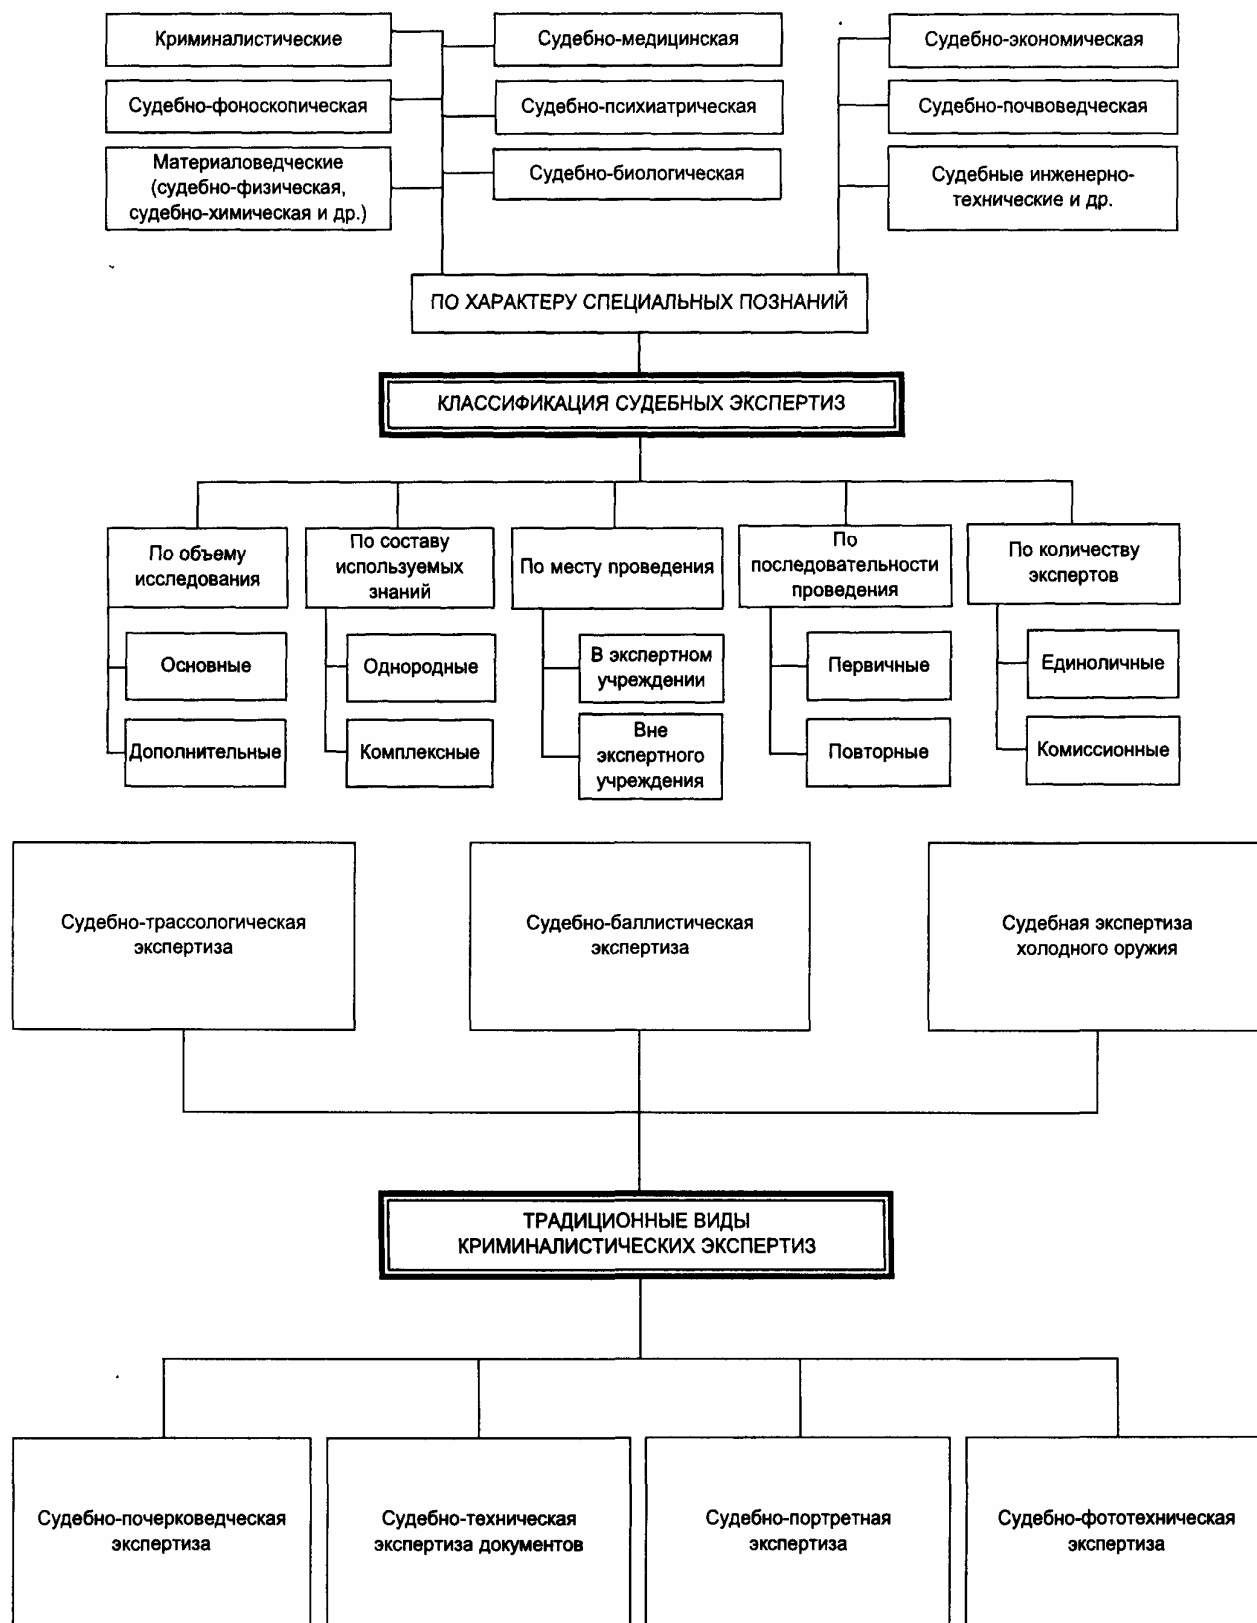 Криминалистические
Судебно-медицинская
Судебно-экономическая
Судебно-фоноскопическая
Судебно-психиатрическая
Судебно-почвоведческая
Материаловедческие
(судебно-физическая,
судебно-химическая и др.)
Судебно-биологическая
Судебные инженерно-
технические и др.
ПО ХАРАКТЕРУ СПЕЦИАЛЬНЫХ ПОЗНАНИЙ
КЛАССИФИКАЦИЯ СУДЕБНЫХ ЭКСПЕРТИЗ
По объему
исследования
По составу
используемых
знаний
По месту проведения
По
последовательности
проведения
По количеству
экспертов
Основные
Однородные
В экспертном
учреждении
Первичные
Единоличные
Дополнительные
Комплексные
Вне
экспертного
учреждения
Повторные
Комиссионные
Судебно-трассологическая
экспертиза
Судебно-баллистическая
экспертиза
Судебная экспертиза
холодного оружия
ТРАДИЦИОННЫЕ ВИДЫ
КРИМИНАЛИСТИЧЕСКИХ ЭКСПЕРТИЗ
Судебно-почерковедческая
экспертиза
Судебно-техническая
экспертиза документов
Судебно-портретная
экспертиза
Судебно-фототехническая
экспертиза